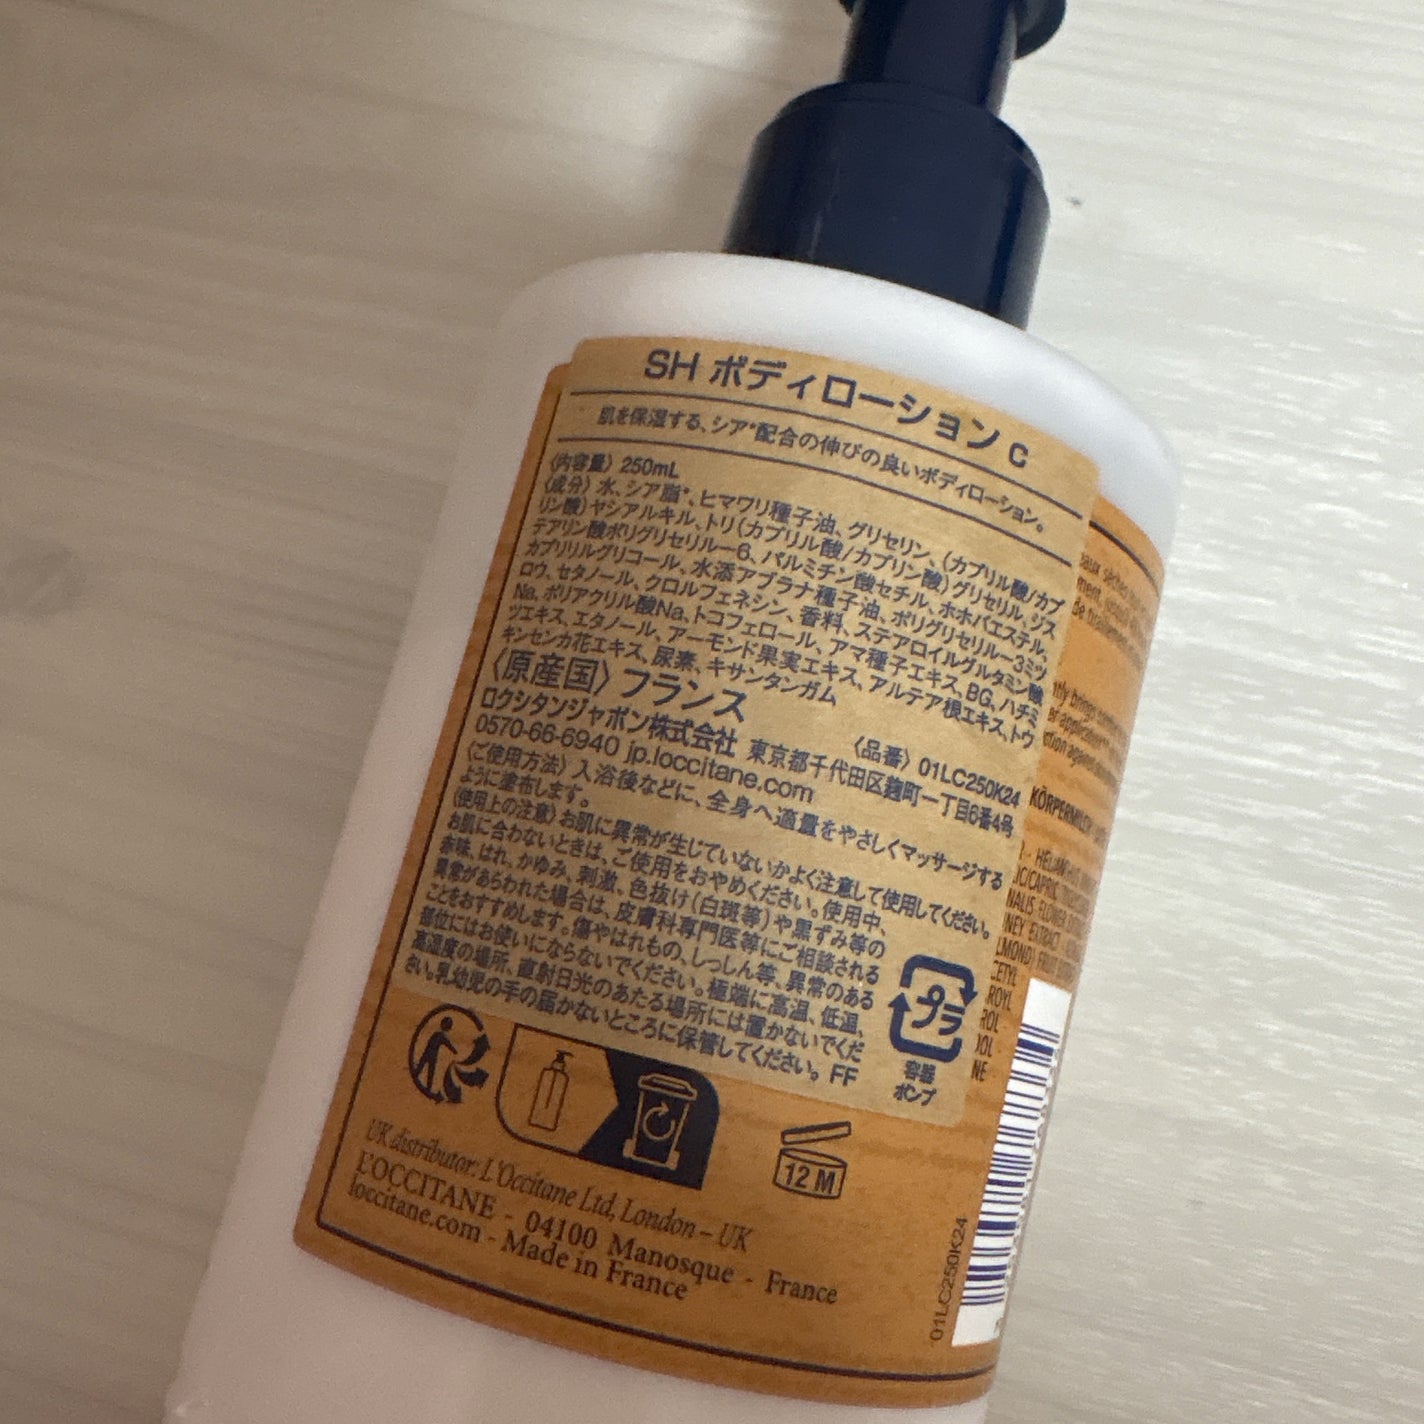 SH ボディローション C
肌を保湿する、シア*配合の伸びの良いボディローション。
〈内容量〉 250mL
〈成分〉水、シア脂*、ヒマワリ種子油、グリセリン、(カプリル酸/カプ
リン酸)ヤシアルキル、トリ(カプリル酸/カプリン酸)グリセリル、ジス
テアリン酸ポリグリセリル－6、パルミチン酸セチル、ホホバエステル、
カプリリルグリコール、水添アブラナ種子油、ポリグリセリル－3ミツ
ロウ、セタノール、クロルフェネシン、香料、ステアロイルグルタミン酸
Na、ポリアクリル酸Na、トコフェロール、アマ種子エキス、BG、ハチミ
ツエキス、エタノール、アーモンド果実エキス、アルテア根エキス、トウ
キンセンカ花エキス、尿素、キサンタンガム
〈原産国〉フランス
〈品番〉 01LC250K24
ロクシタンジャポン株式会社 東京都千代田区麹町一丁目6番4号
0570-66-6940 jp.loccitane.com
〈ご使用方法〉入浴後などに、全身へ適量をやさしくマッサージする
ように塗布します。
〈使用上の注意〉お肌に異常が生じていないかよく注意して使用してください。
お肌に合わないときは、ご使用をおやめください。使用中、
赤味、はれ、かゆみ、刺激、色抜け(白斑等)や黒ずみ等の
異常があらわれた場合は、皮膚科専門医等にご相談される
ことをおすすめします。傷やはれもの、しっしん等、異常のある
部位にはお使いにならないでください。極端に高温、低温、
高湿度の場所、直射日光のあたる場所には置かないでくだ
さい。乳幼児の手の届かないところに保管してください。 FF
プラ
容器
ポンプ
12 M
UK distributor: L'Occitane Ltd, London – UK
L'OCCITANE - 04100 Manosque - France
loccitane.com - Made in France
01LC250K24
KÖRPERMILCH